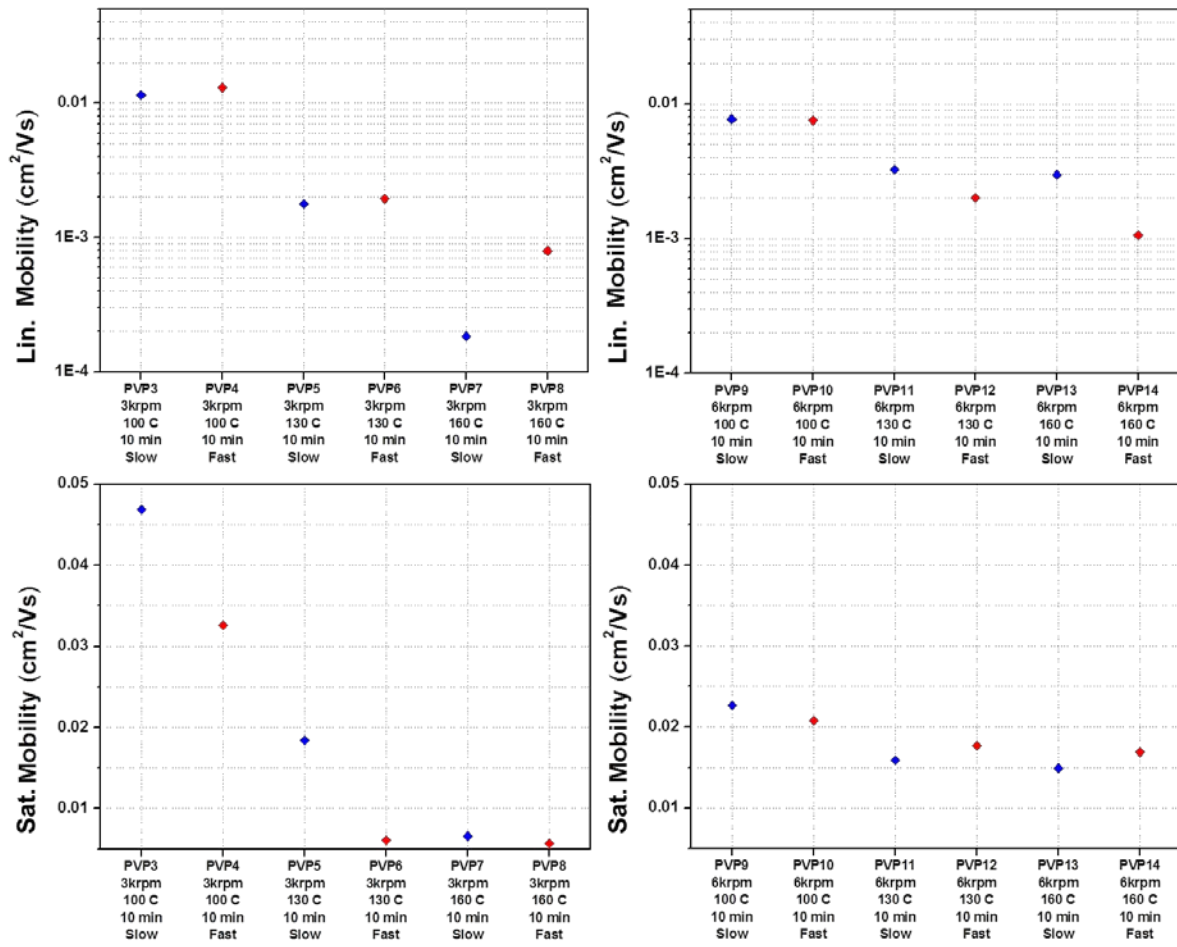 Lin. Mobility (cm²/Vs)
0.01
1E-3
1E-4
PVP3 PVP4 PVP5 PVP6 PVP7 PVP8
3krpm 3krpm 3krpm 3krpm 3krpm 3krpm
100 C 100 C 130 C 130 C 160 C 160 C
10 min 10 min 10 min 10 min 10 min 10 min
Slow Fast Slow Fast Slow Fast
Lin. Mobility (cm²/Vs)
0.01
1E-3
1E-4
PVP9 PVP10 PVP11 PVP12 PVP13 PVP14
6krpm 6krpm 6krpm 6krpm 6krpm 6krpm
100 C 100 C 130 C 130 C 160 C 160 C
10 min 10 min 10 min 10 min 10 min 10 min
Slow Fast Slow Fast Slow Fast
Sat. Mobility (cm²/Vs)
0.05
0.04
0.03
0.02
0.01
PVP3 PVP4 PVP5 PVP6 PVP7 PVP8
3krpm 3krpm 3krpm 3krpm 3krpm 3krpm
100 C 100 C 130 C 130 C 160 C 160 C
10 min 10 min 10 min 10 min 10 min 10 min
Slow Fast Slow Fast Slow Fast
Sat. Mobility (cm²/Vs)
0.05
0.04
0.03
0.02
0.01
PVP9 PVP10 PVP11 PVP12 PVP13 PVP14
6krpm 6krpm 6krpm 6krpm 6krpm 6krpm
100 C 100 C 130 C 130 C 160 C 160 C
10 min 10 min 10 min 10 min 10 min 10 min
Slow Fast Slow Fast Slow Fast